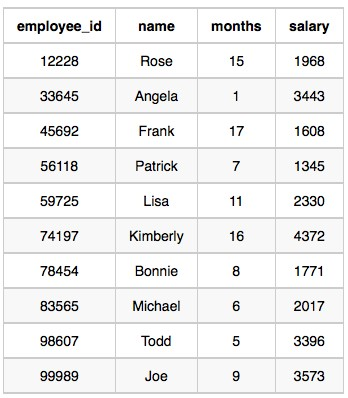 employee_id name months salary
12228 Rose 15 1968
33645 Angela 1 3443
45692 Frank 17 1608
56118 Patrick 7 1345
59725 Lisa 11 2330
74197 Kimberly 16 4372
78454 Bonnie 8 1771
83565 Michael 6 2017
98607 Todd 5 3396
99989 Joe 9 3573